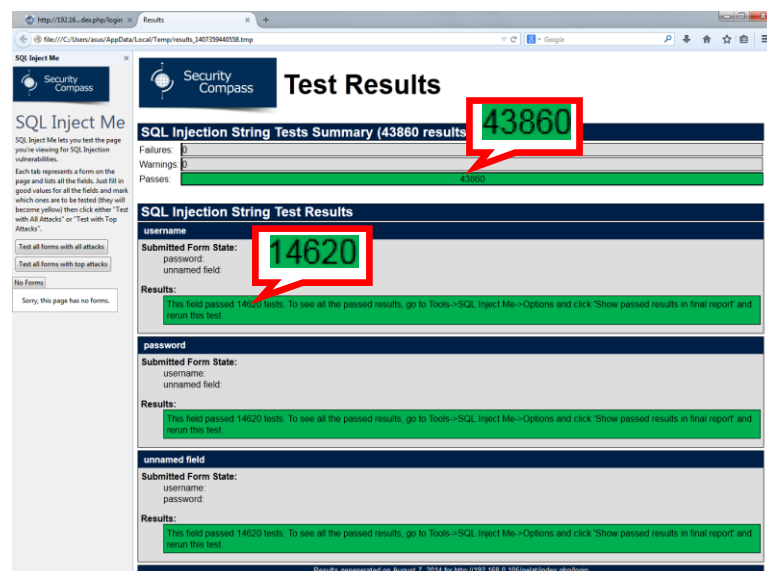 http://192.16...dex.php/login
Results
file:///C:/Users/asus/AppData/Local/Temp/results_1407359440558.tmp
Google
SQL Inject Me
Security
Compass
SQL Inject Me
SQL Inject Me lets you test the page
you're viewing for SQL Injection
vulnerabilities.
Each tab represents a form on the
page and lists all the fields. Just fill in
good values for all the fields and mark
which ones are to be tested (they will
become yellow) then click either "Test
with All Attacks" or "Test with Top
Attacks".
Test all forms with all attacks
Test all forms with top attacks
No Forms
Sorry, this page has no forms.
Security
Compass
Test Results
SQL Injection String Tests Summary (43860 results
43860
Failures: 0
Warnings: 0
Passes: 43860
SQL Injection String Test Results
username
Submitted Form State:
password:
unnamed field:
14620
Results:
This field passed 14620 tests. To see all the passed results, go to Tools->SQL Inject Me->Options and click 'Show passed results in final report' and
rerun this test.
password
Submitted Form State:
username:
unnamed field:
Results:
This field passed 14620 tests. To see all the passed results, go to Tools->SQL Inject Me->Options and click 'Show passed results in final report' and
rerun this test.
unnamed field
Submitted Form State:
username:
password:
Results:
This field passed 14620 tests. To see all the passed results, go to Tools->SQL Inject Me->Options and click 'Show passed results in final report' and
rerun this test.
on August 7, 2014 for http://192.168.0.105/